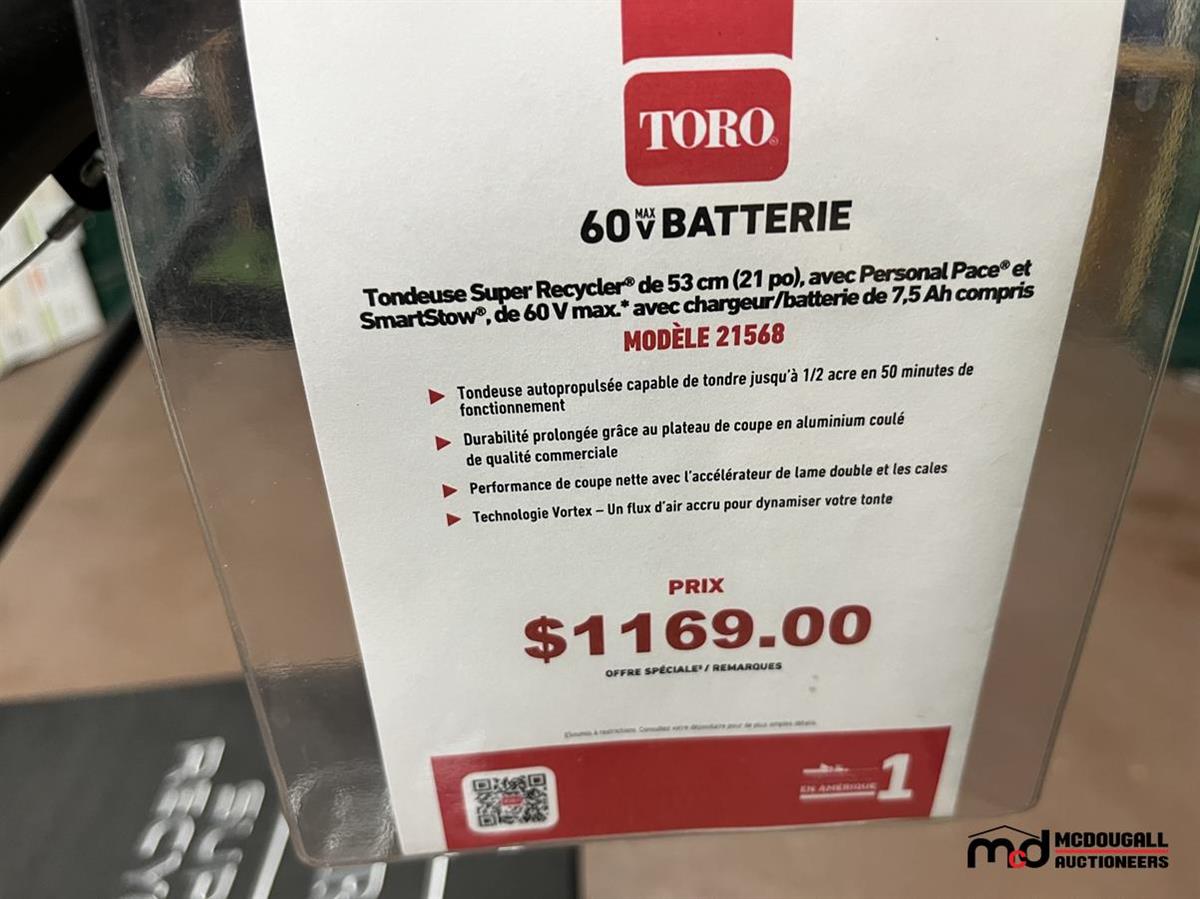 TORO
60V MAX BATTERIE
Tondeuse Super Recycler® de 53 cm (21 po), avec Personal Pace® et
SmartStow®, de 60 V max.* avec chargeur/batterie de 7,5 Ah compris
MODÈLE 21568
Tondeuse autopropulsée capable de tondre jusqu'à 1/2 acre en 50 minutes de
fonctionnement
Durabilité prolongée grâce au plateau de coupe en aluminium coulé
de qualité commerciale
Performance de coupe nette avec l'accélérateur de lame double et les cales
Technologie Vortex – Un flux d'air accru pour dynamiser votre tonte
PRIX
$1169.00
OFFRE SPÉCIALE² / REMARQUES
EN AMÉRIQUE 1
mcd MCDOUGALL
AUCTIONEERS